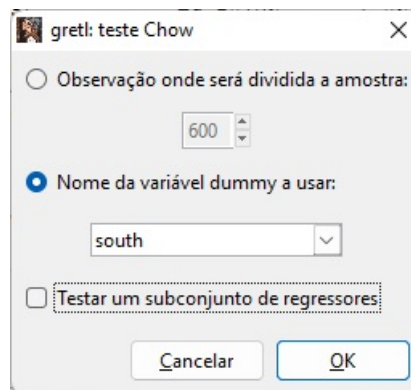 gretl: teste Chow
Observação onde será dividida a amostra:
600
Nome da variável dummy a usar:
south
Testar um subconjunto de regressores
Cancelar
OK